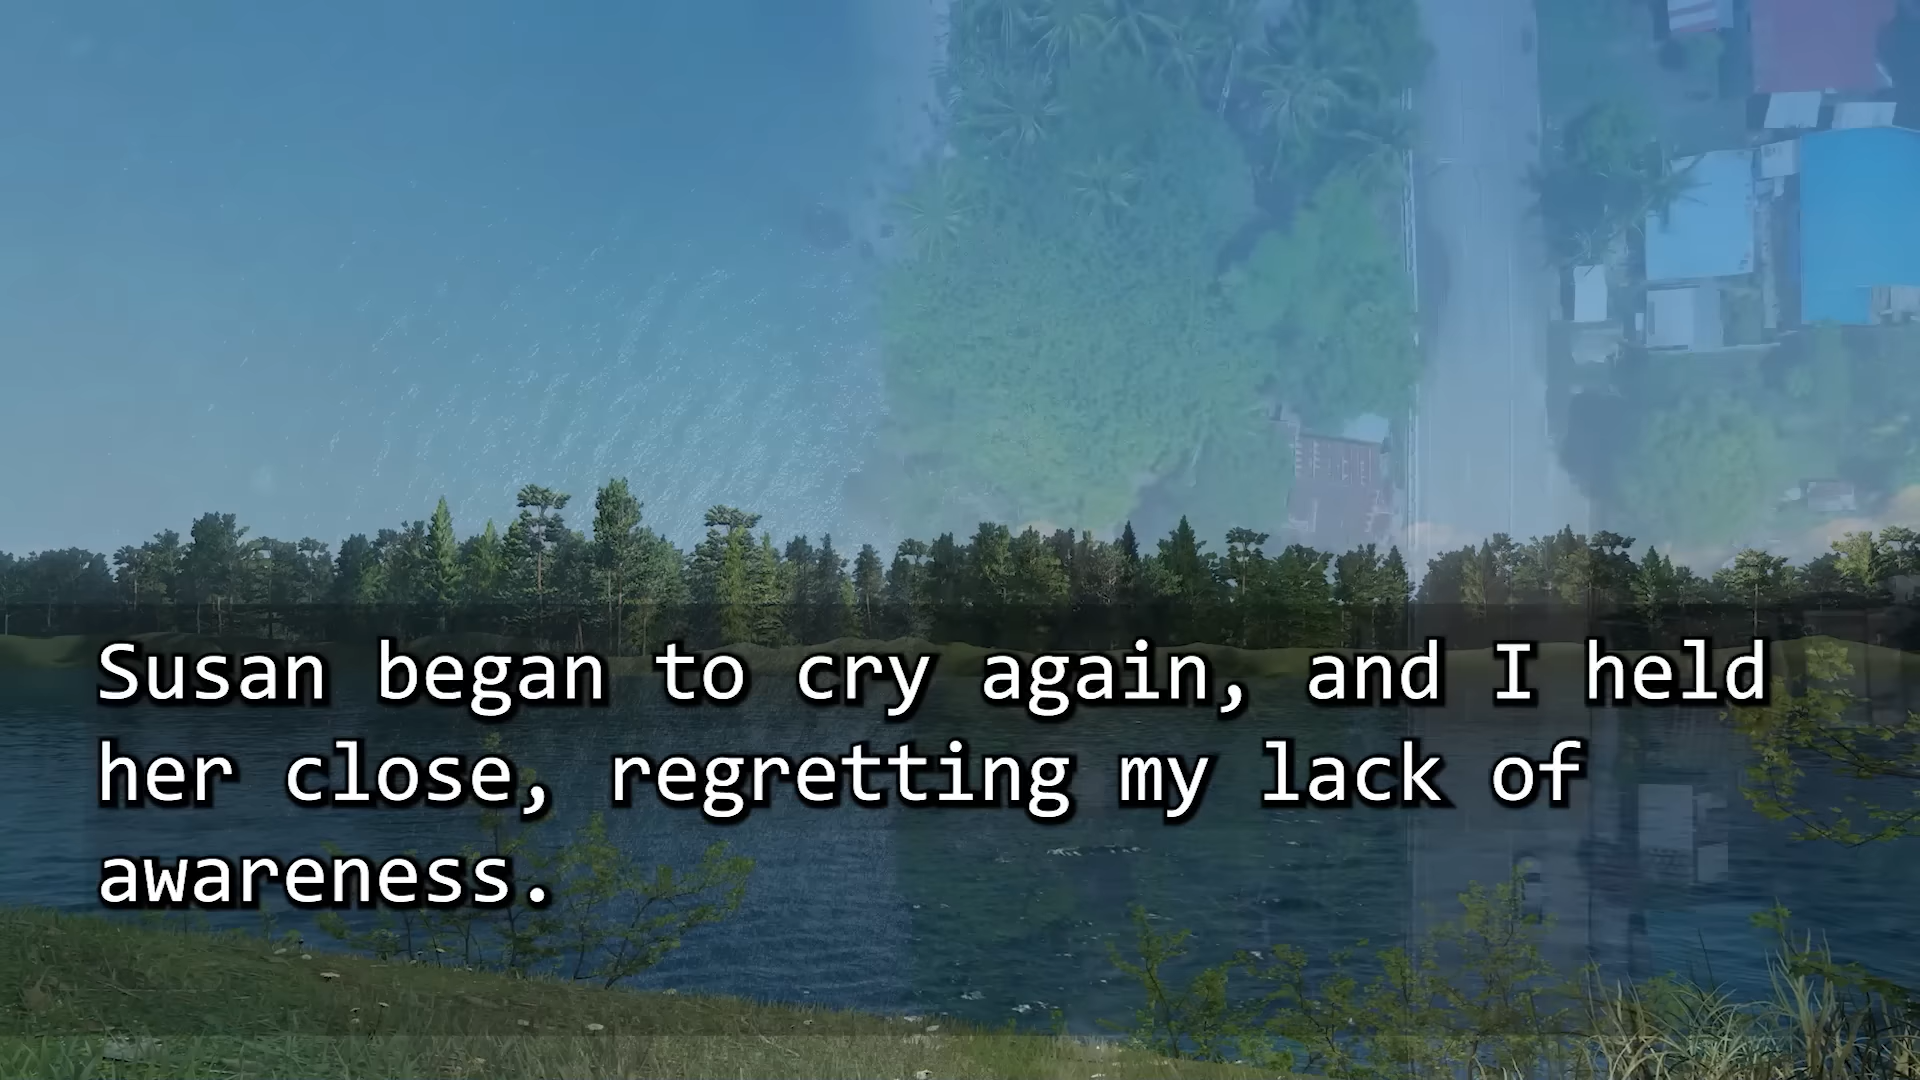 Susan began to cry again, and I held
her close, regretting my lack of
awareness.